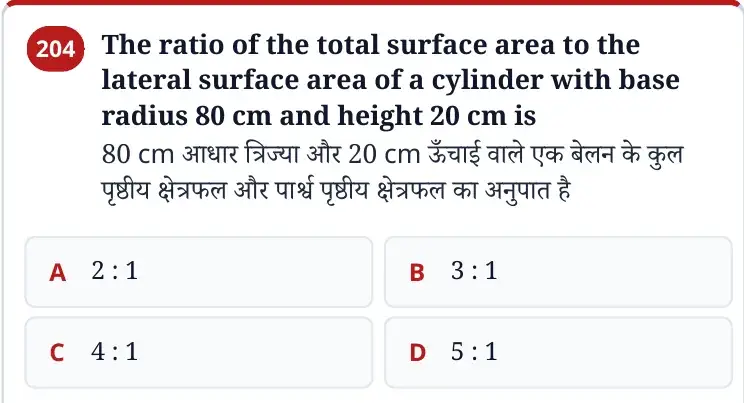 204 The ratio of the total surface area to the
lateral surface area of a cylinder with base
radius 80 cm and height 20 cm is
80 cm आधार त्रिज्या और 20 cm ऊँचाई वाले एक बेलन के कुल
पृष्ठीय क्षेत्रफल और पार्श्व पृष्ठीय क्षेत्रफल का अनुपात है
A 2 : 1
B 3 : 1
C 4 : 1
D 5 : 1